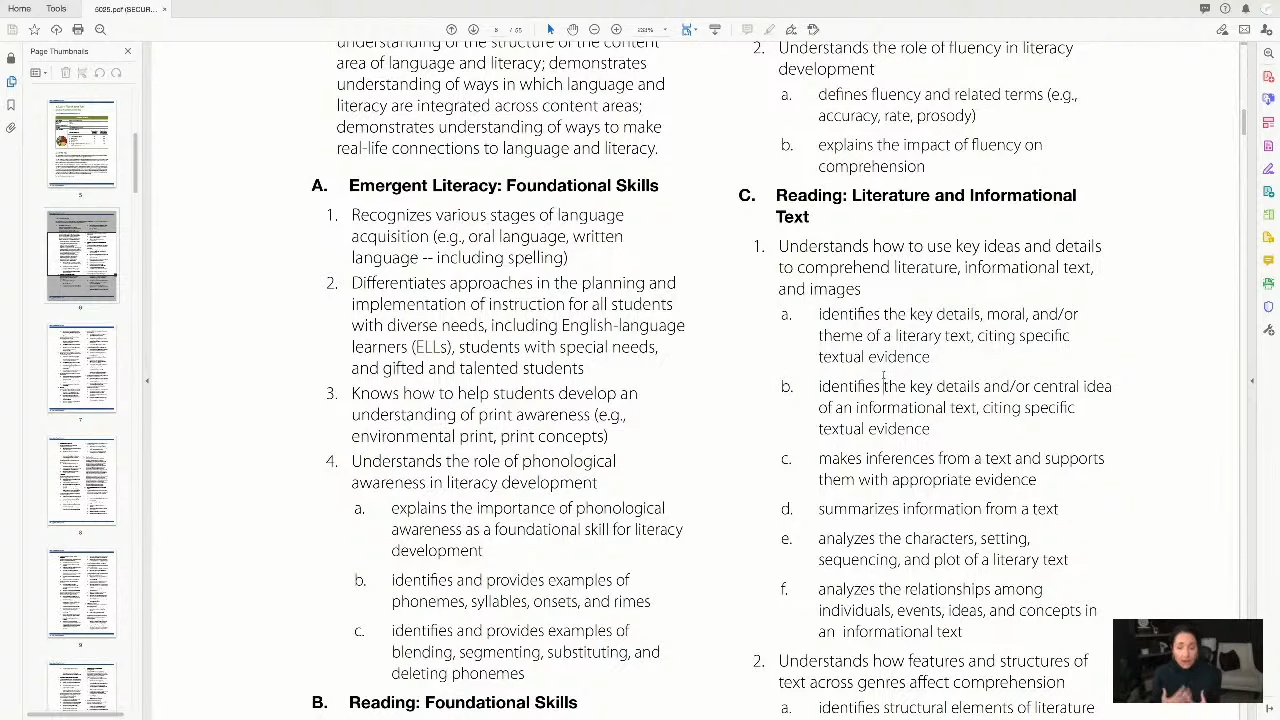 Home
Tools
5025.pdf (SECUR...
Page Thumbnails
5
6
7
8
9
understanding of the structure of the content
area of language and literacy; demonstrates
understanding of ways in which language and
literacy are integrated across content areas;
demonstrates understanding of ways to make
real-life connections to language and literacy.
A. Emergent Literacy: Foundational Skills
1. Recognize various of language
acquisition (e.g., oral language, written
language – including spelling)
2. Differentiates approaches in the planning and
implementation of instruction for all students
with diverse needs, including English-language
learners (ELLs), students with special needs,
and gifted and talented students
3. Knows how to help students develop an
understanding of print awareness (e.g.,
environmental print, concepts)
4. Understands the role of phonological
awareness in literacy development
a. explains the importance of phonological
awareness as a foundational skill for literacy
development
b. identifies and provides examples of
phonemes, syllables, onsets, and rimes
c. identifies and provides examples of
blending, segmenting, substituting, and
deleting phonemes
B. Reading: Foundational Skills
2. Understands the role of fluency in literacy
development
a. defines fluency and related terms (e.g.,
accuracy, rate, prosody)
b. explains the impact of fluency on
comprehension
C. Reading: Literature and Informational
Text
Understands how to use key ideas and details
to comprehend literature, informational text,
and images
a. identifies the key details, moral, and/or
theme of a literary text, citing specific
textual evidence
identifies the key details and/or central idea
of an informational text, citing specific
textual evidence
makes inferences from a text and supports
them with appropriate evidence
summarizes information from a text
e. analyzes the characters, setting,
sequencing, and plot in a literary text
analyzes the relationships among
individuals, events, ideas, and concepts in
an informational text
2. Understands how features and structures of
text across genres affect comprehension
identifies structural elements of literature